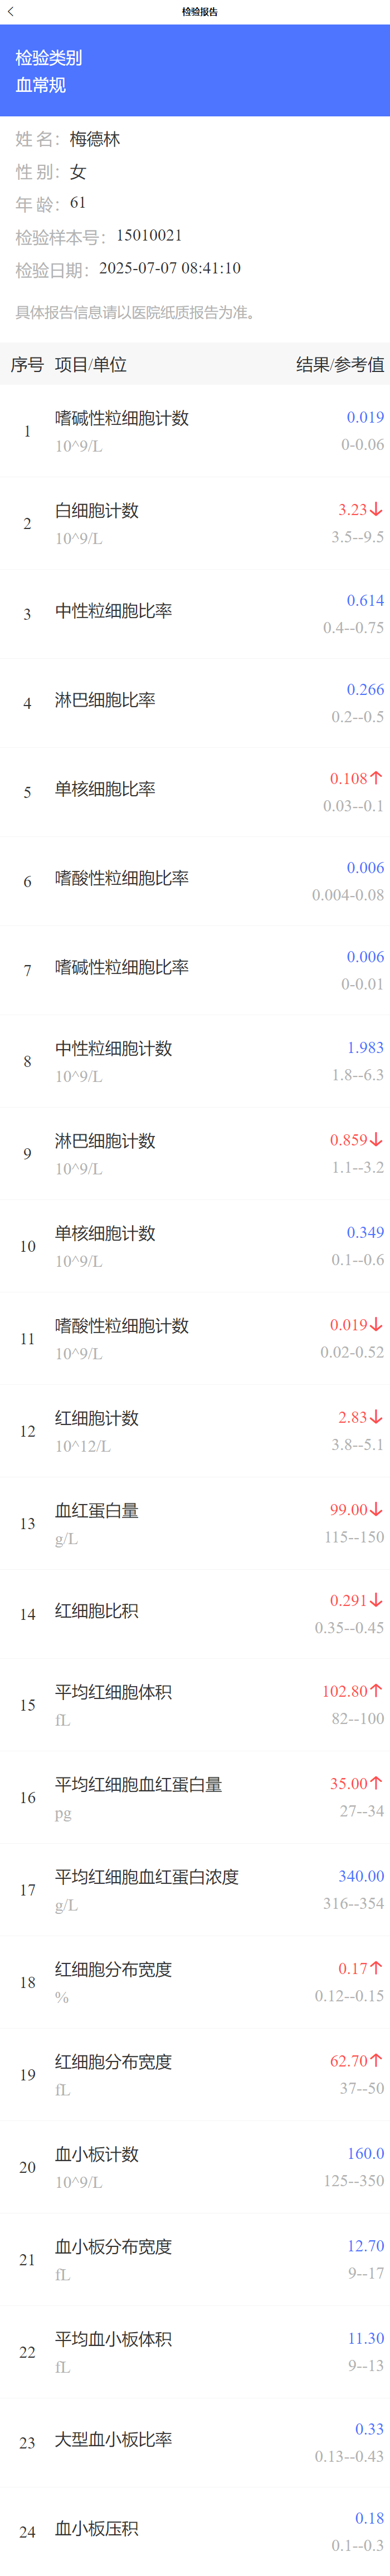 检验报告
检验类别
血常规
姓 名: 梅德林
性 别: 女
年 龄: 61
检验样本号: 15010021
检验日期: 2025-07-07 08:41:10
具体报告信息请以医院纸质报告为准。
序号 项目/单位 结果/参考值
1 嗜碱性粒细胞计数 0.019
10^9/L 0-0.06
2 白细胞计数 3.23↓
10^9/L 3.5--9.5
3 中性粒细胞比率 0.614
0.4--0.75
4 淋巴细胞比率 0.266
0.2--0.5
5 单核细胞比率 0.108↑
0.03--0.1
6 嗜酸性粒细胞比率 0.006
0.004-0.08
7 嗜碱性粒细胞比率 0.006
0-0.01
8 中性粒细胞计数 1.983
10^9/L 1.8--6.3
9 淋巴细胞计数 0.859↓
10^9/L 1.1--3.2
10 单核细胞计数 0.349
10^9/L 0.1--0.6
11 嗜酸性粒细胞计数 0.019↓
10^9/L 0.02-0.52
12 红细胞计数 2.83↓
10^12/L 3.8--5.1
13 血红蛋白量 99.00↓
g/L 115--150
14 红细胞比积 0.291↓
0.35--0.45
15 平均红细胞体积 102.80↑
fL 82--100
16 平均红细胞血红蛋白量 35.00↑
pg 27--34
17 平均红细胞血红蛋白浓度 340.00
g/L 316--354
18 红细胞分布宽度 0.17↑
% 0.12--0.15
19 红细胞分布宽度 62.70↑
fL 37--50
20 血小板计数 160.0
10^9/L 125--350
21 血小板分布宽度 12.70
fL 9--17
22 平均血小板体积 11.30
fL 9--13
23 大型血小板比率 0.33
0.13--0.43
24 血小板压积 0.18
0.1--0.3